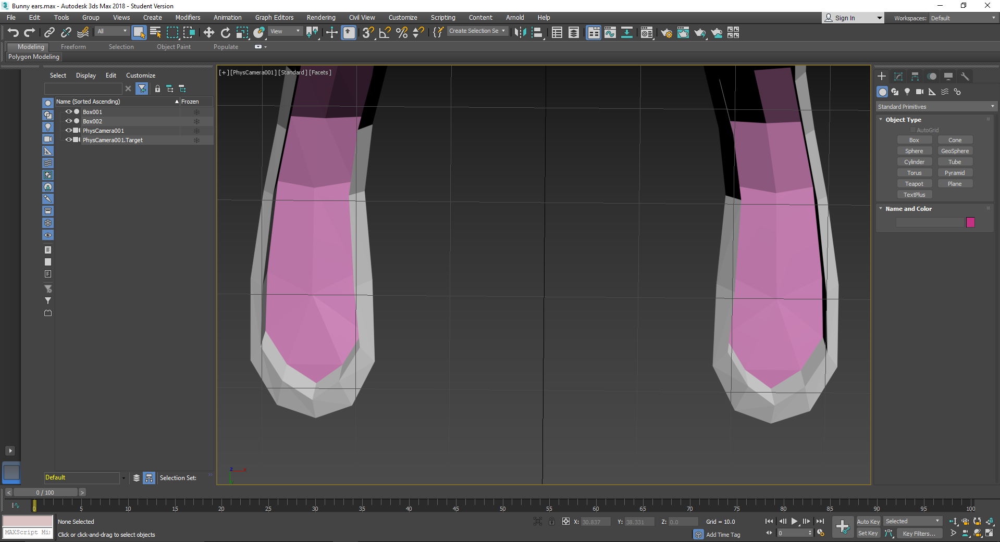 Bunny ears.max - Autodesk 3ds Max 2018 - Student Version
File Edit Tools Group Views Create Modifiers Animation Graph Editors Rendering Civil View Customize Scripting Content Arnold Help
Sign In
Workspaces: Default
All
View
Create Selection Se
Modeling Freeform Selection Object Paint Populate
Polygon Modeling
Select Display Edit Customize
Name (Sorted Ascending) Frozen
Box001
Box002
PhysCamera001
PhysCamera001.Target
Default
Selection Set:
[+] [PhysCamera001] [Standard] [Facets]
z x
y
Standard Primitives
Object Type
AutoGrid
Box Cone
Sphere GeoSphere
Cylinder Tube
Torus Pyramid
Teapot Plane
TextPlus
Name and Color
< 0 / 100 >
0 5 10 15 20 25 30 35 40 45 50 55 60 65 70 75 80 85 90 95 100
None Selected
X: 30.837 Y: 38.331 Z: 0.0 Grid = 10.0
Auto Key Selected
MAXScript Mi
Click or click-and-drag to select objects
Add Time Tag
0
Set Key Key Filters...